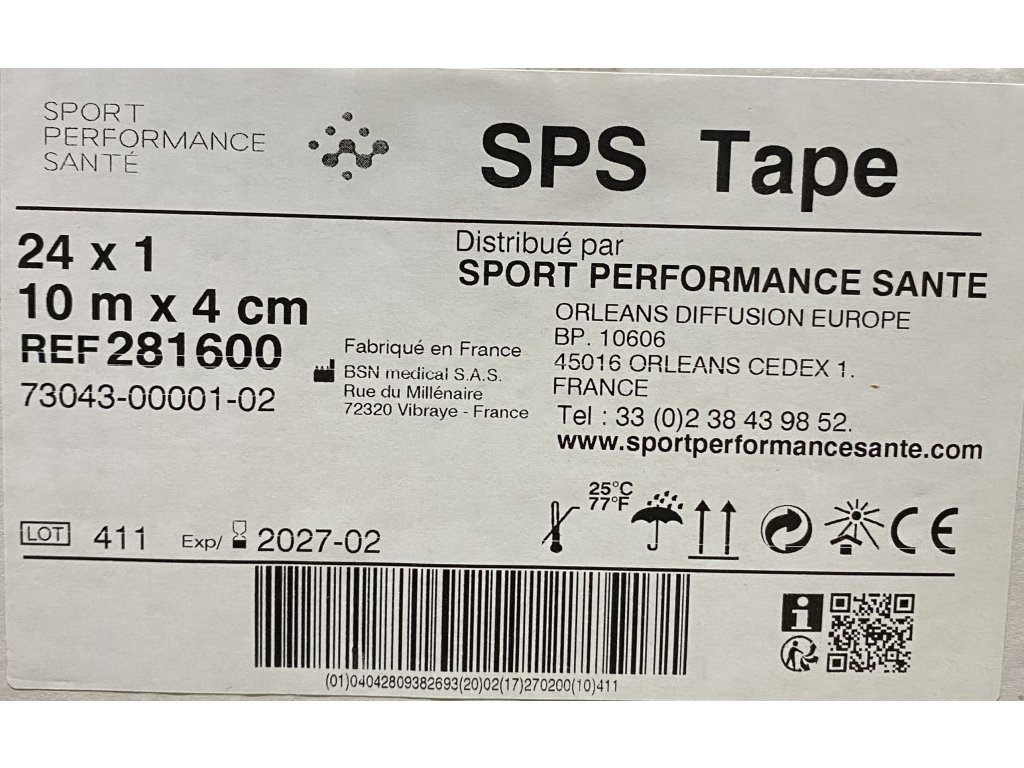 SPORT
PERFORMANCE
SANTÉ
SPS Tape
24 x 1
10 m x 4 cm
REF 281600
73043-00001-02
Fabriqué en France
BSN medical S.A.S.
Rue du Millénaire
72320 Vibraye - France
Distribué par
SPORT PERFORMANCE SANTE
ORLEANS DIFFUSION EUROPE
BP. 10606
45016 ORLEANS CEDEX 1.
FRANCE
Tel : 33 (0)2 38 43 98 52.
www.sportperformancesante.com
LOT 411 Exp/ 2027-02
25°C
77°F
CE
i
(01)04042809382693(20)02(17)270200(10)411